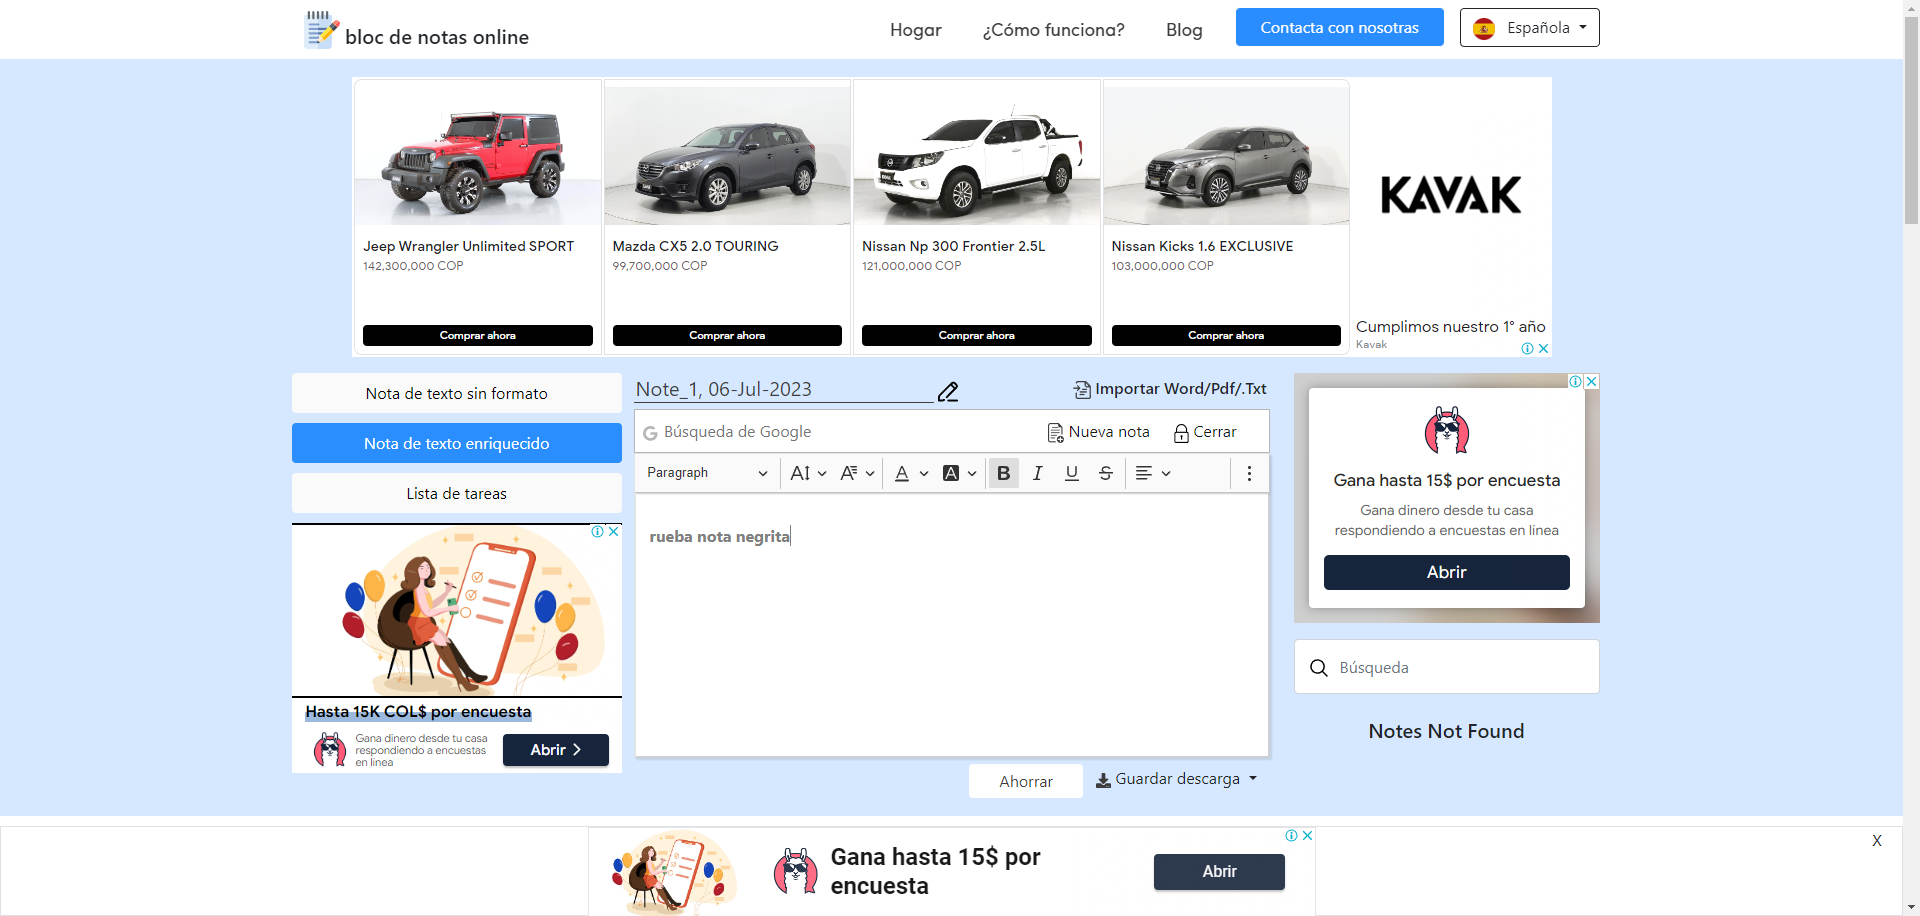 bloc de notas online
Hogar
¿Cómo funciona?
Blog
Contacta con nosotras
Española
Jeep Wrangler Unlimited SPORT
142,300,000 COP
Comprar ahora
Mazda CX5 2.0 TOURING
99,700,000 COP
Comprar ahora
Nissan Np 300 Frontier 2.5L
121,000,000 COP
Comprar ahora
Nissan Kicks 1.6 EXCLUSIVE
103,000,000 COP
Comprar ahora
KAVAK
Cumplimos nuestro 1° año
Kavak
Nota de texto sin formato
Nota de texto enriquecido
Lista de tareas
Hasta 15K COL$ por encuesta
Gana dinero desde tu casa
respondiendo a encuestas
en línea
Abrir
Note_1, 06-Jul-2023
Importar Word/Pdf/.Txt
Búsqueda de Google
Nueva nota
Cerrar
Paragraph
B I U S
rueba nota negrita
Ahorrar
Guardar descarga
Gana hasta 15$ por encuesta
Gana dinero desde tu casa
respondiendo a encuestas en línea
Abrir
Búsqueda
Notes Not Found
Gana hasta 15$ por
encuesta
Abrir
X